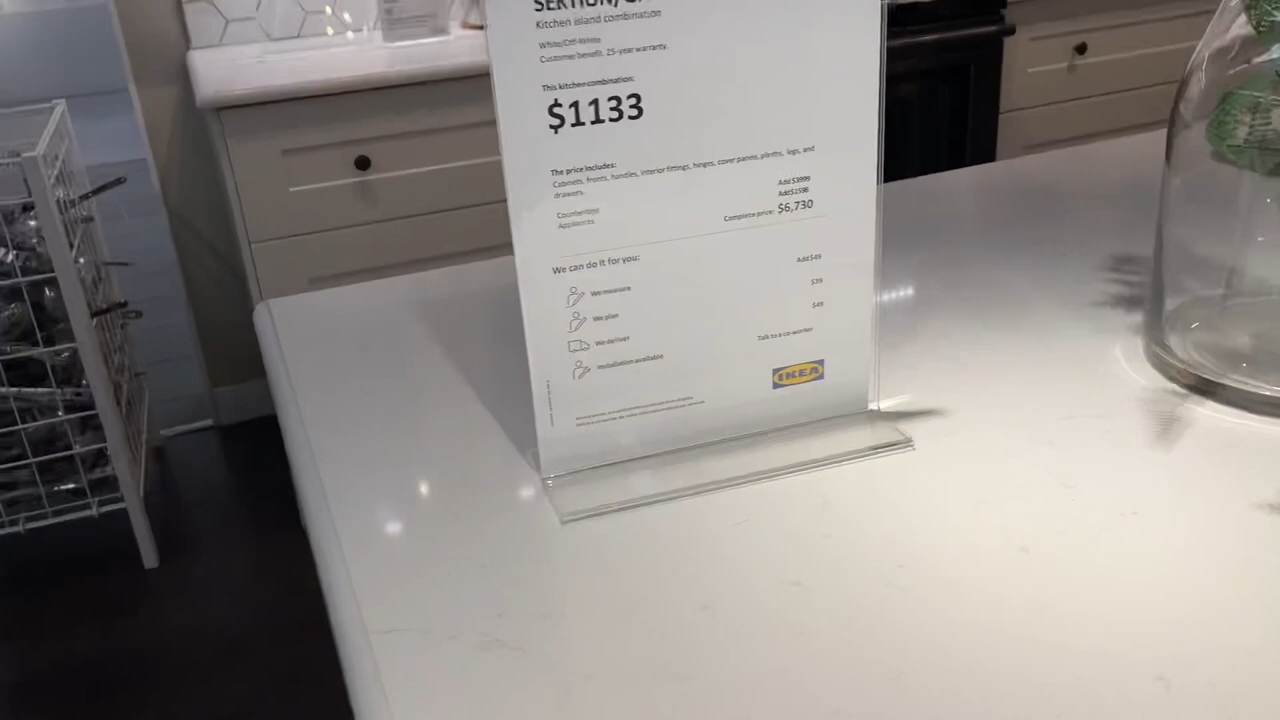 Kitchen island combination
White/Off-White
Customer benefit. 25-year warranty.
This kitchen combination:
$1133
The price includes:
Cabinets, fronts, handles, interior fittings, hinges, cover panels, plinths, legs, and
drawers.
Countertops Add $3999
Appliances Add $1598
Complete price: $6,730
We can do it for you:
We measure Add $49
We plan $39
We deliver $49
Installation available Talk to a co-worker
IKEA